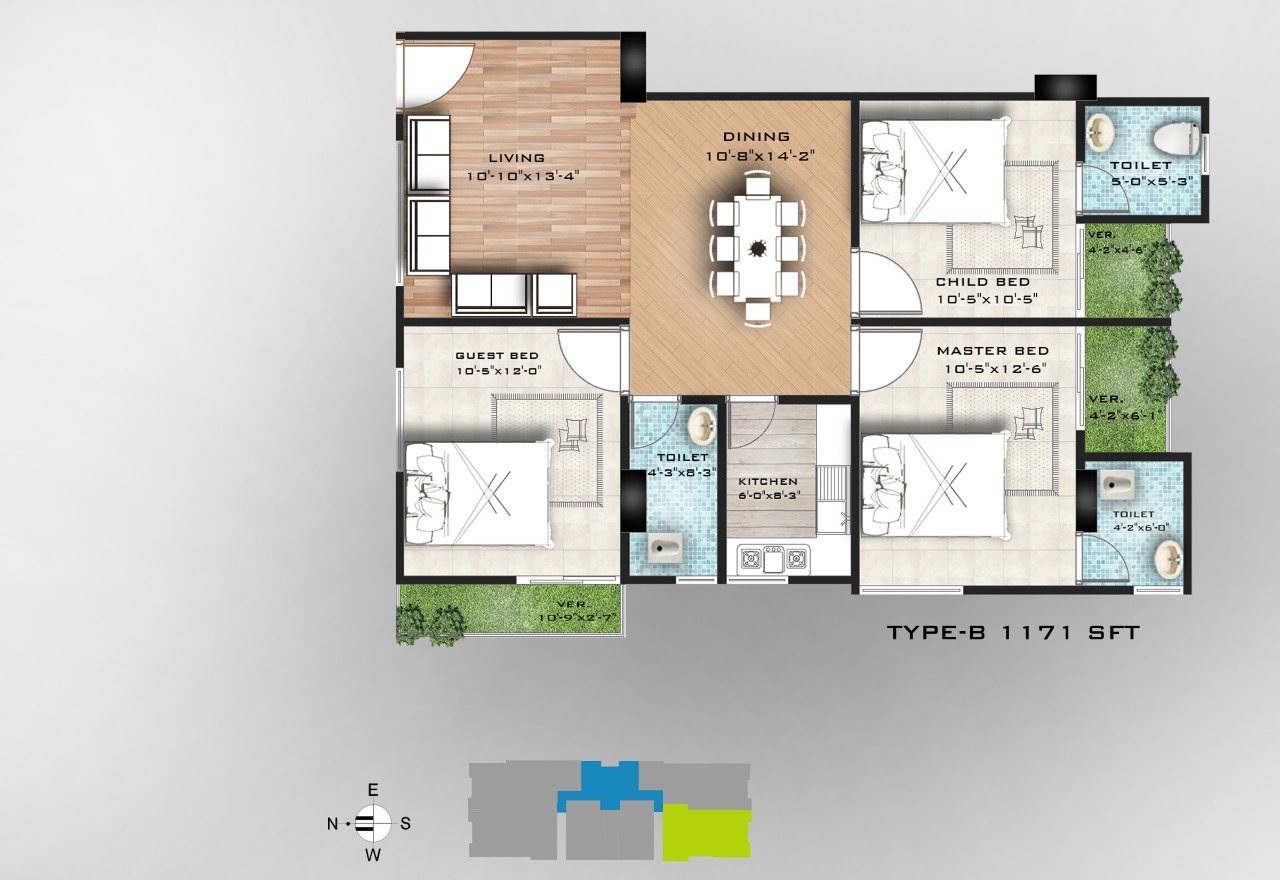 LIVING
10'-10"x13'-4"
DINING
10'-8"x14'-2"
TOILET
5'-0"x5'-3"
VER.
4-2"x4-6"
CHILD BED
10'-5"x10'-5"
GUEST BED
10'-5"x12'-0"
MASTER BED
10'-5"x12'-6"
VER.
4-2"x6-1"
TOILET
4'-3"x8'-3"
KITCHEN
6'-0"x8'-3"
TOILET
4'-2"x6'-0"
VER.
10-9"x2'-7"
TYPE-B 1171 SFT
E
N
S
W